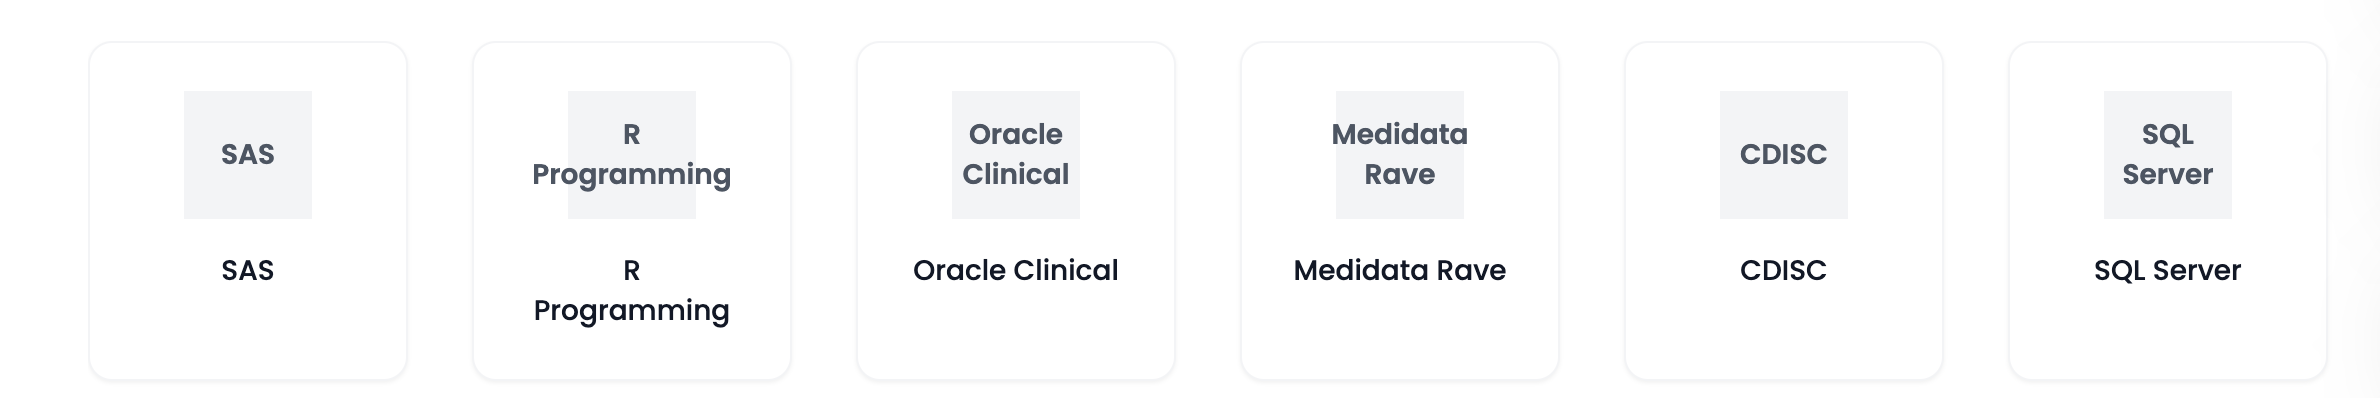 SAS
SAS
R
Programming
R
Programming
Oracle
Clinical
Oracle Clinical
Medidata
Rave
Medidata Rave
CDISC
CDISC
SQL
Server
SQL Server